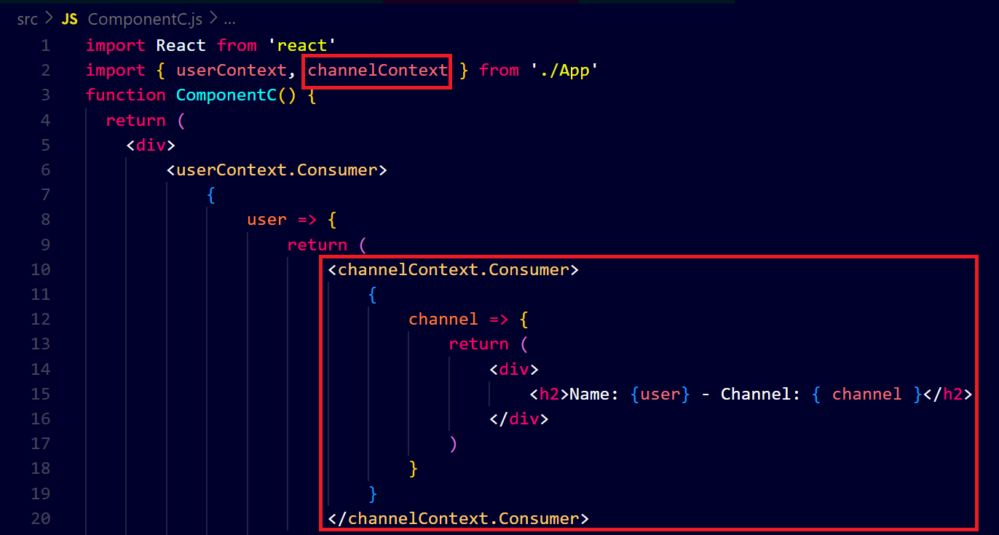 src > JS ComponentC.js > ...
1 import React from 'react'
2 import { userContext, channelContext } from './App'
3 function ComponentC() {
4 return (
5 <div>
6 <userContext.Consumer>
7 {
8 user => {
9 return (
10 <channelContext.Consumer>
11 {
12 channel => {
13 return (
14 <div>
15 <h2>Name: {user} - Channel: { channel }</h2>
16 </div>
17 )
18 }
19 }
20 </channelContext.Consumer>